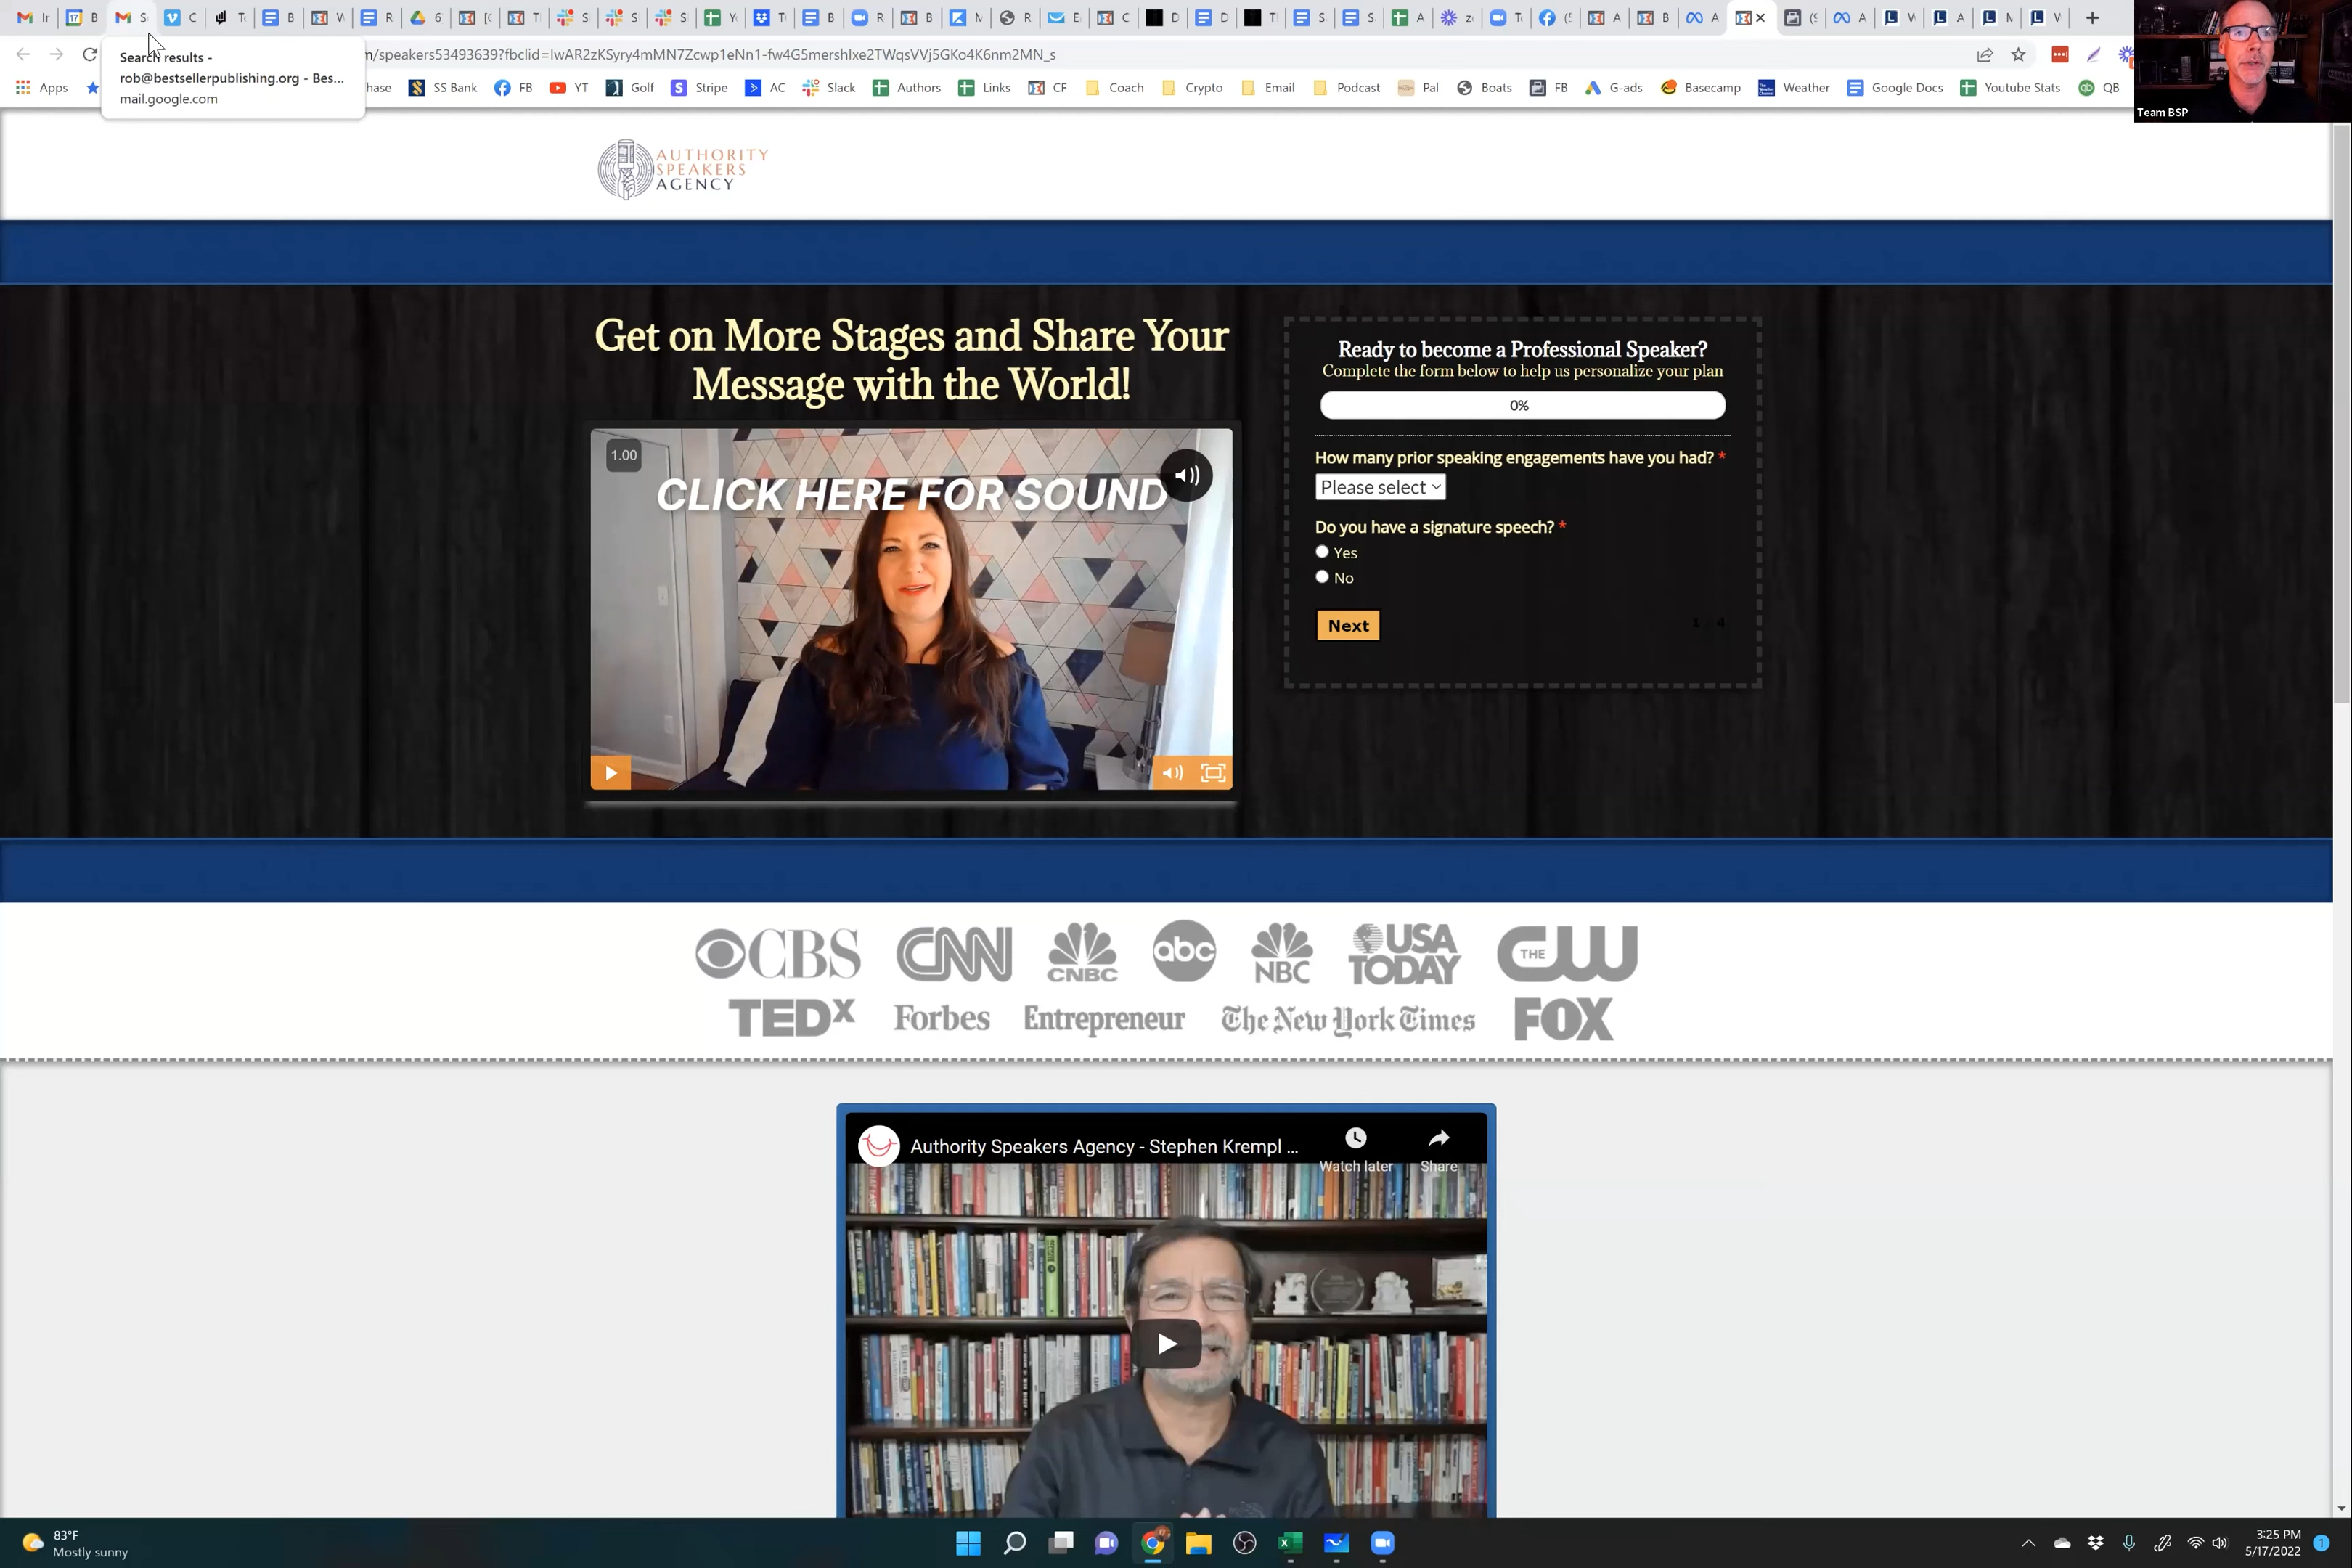 Search results -
rob@bestsellerpublishing.org - Bes...
mail.google.com
/speakers53493639?fbclid=IwAR2zKSyry4mMN7Zcwp1eNn1-fw4G5mershIxe2TWqsVVj5GKo4K6nm2MN_s
Apps
hase
SS Bank
FB
YT
Golf
Stripe
AC
Slack
Authors
Links
CF
Coach
Crypto
Email
Podcast
Pal
Boats
FB
G-ads
Basecamp
Weather
Google Docs
Youtube Stats
QB
Team BSP
AUTHORITY
SPEAKERS
AGENCY
Get on More Stages and Share Your
Message with the World!
1.00
CLICK HERE FOR SOUND
Ready to become a Professional Speaker?
Complete the form below to help us personalize your plan
0%
How many prior speaking engagements have you had? *
Please select
Do you have a signature speech? *
Yes
No
Next
CBS
CNN
CNBC
abc
NBC
USA
TODAY
THE CW
TEDx
Forbes
Entrepreneur
The New York Times
FOX
Authority Speakers Agency - Stephen Krempl ...
Watch later
Share
83°F
Mostly sunny
3:25 PM
5/17/2022
1